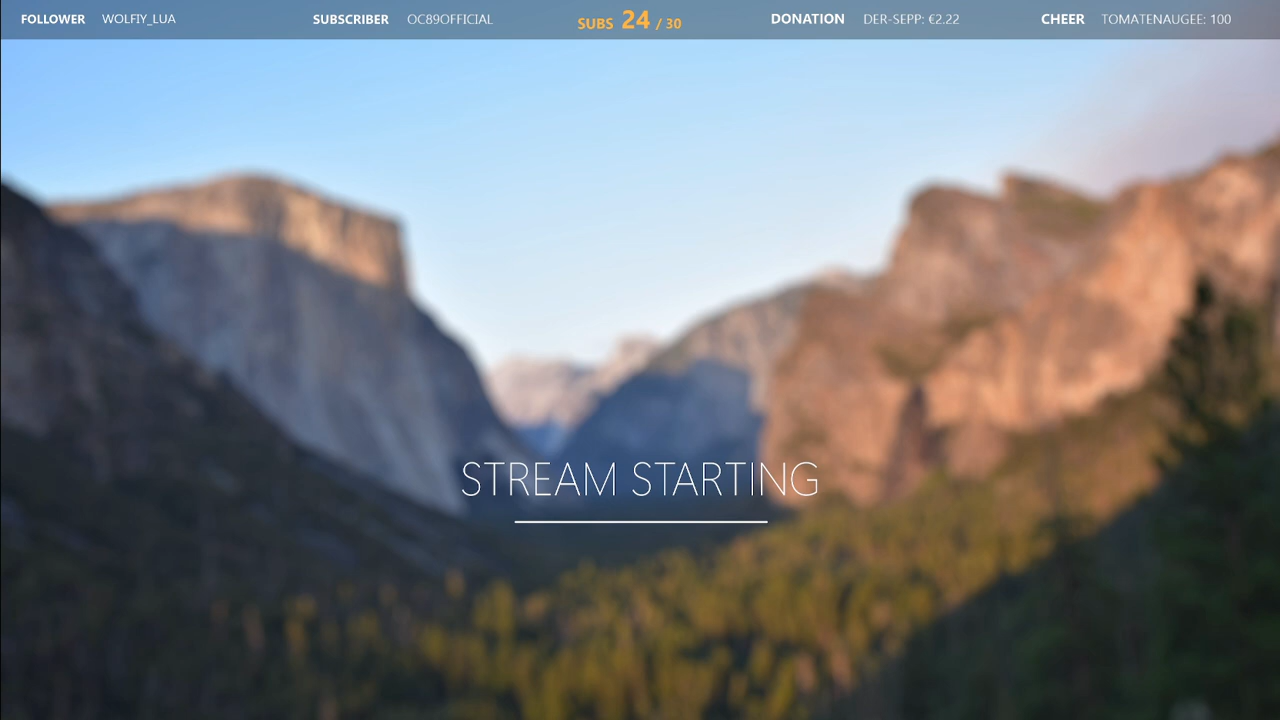 FOLLOWER WOLFIY_LUA SUBSCRIBER OC89OFFICIAL SUBS 24 / 30 DONATION DER-SEPP: €2.22 CHEER TOMATENAUGEE: 100
STREAM STARTING